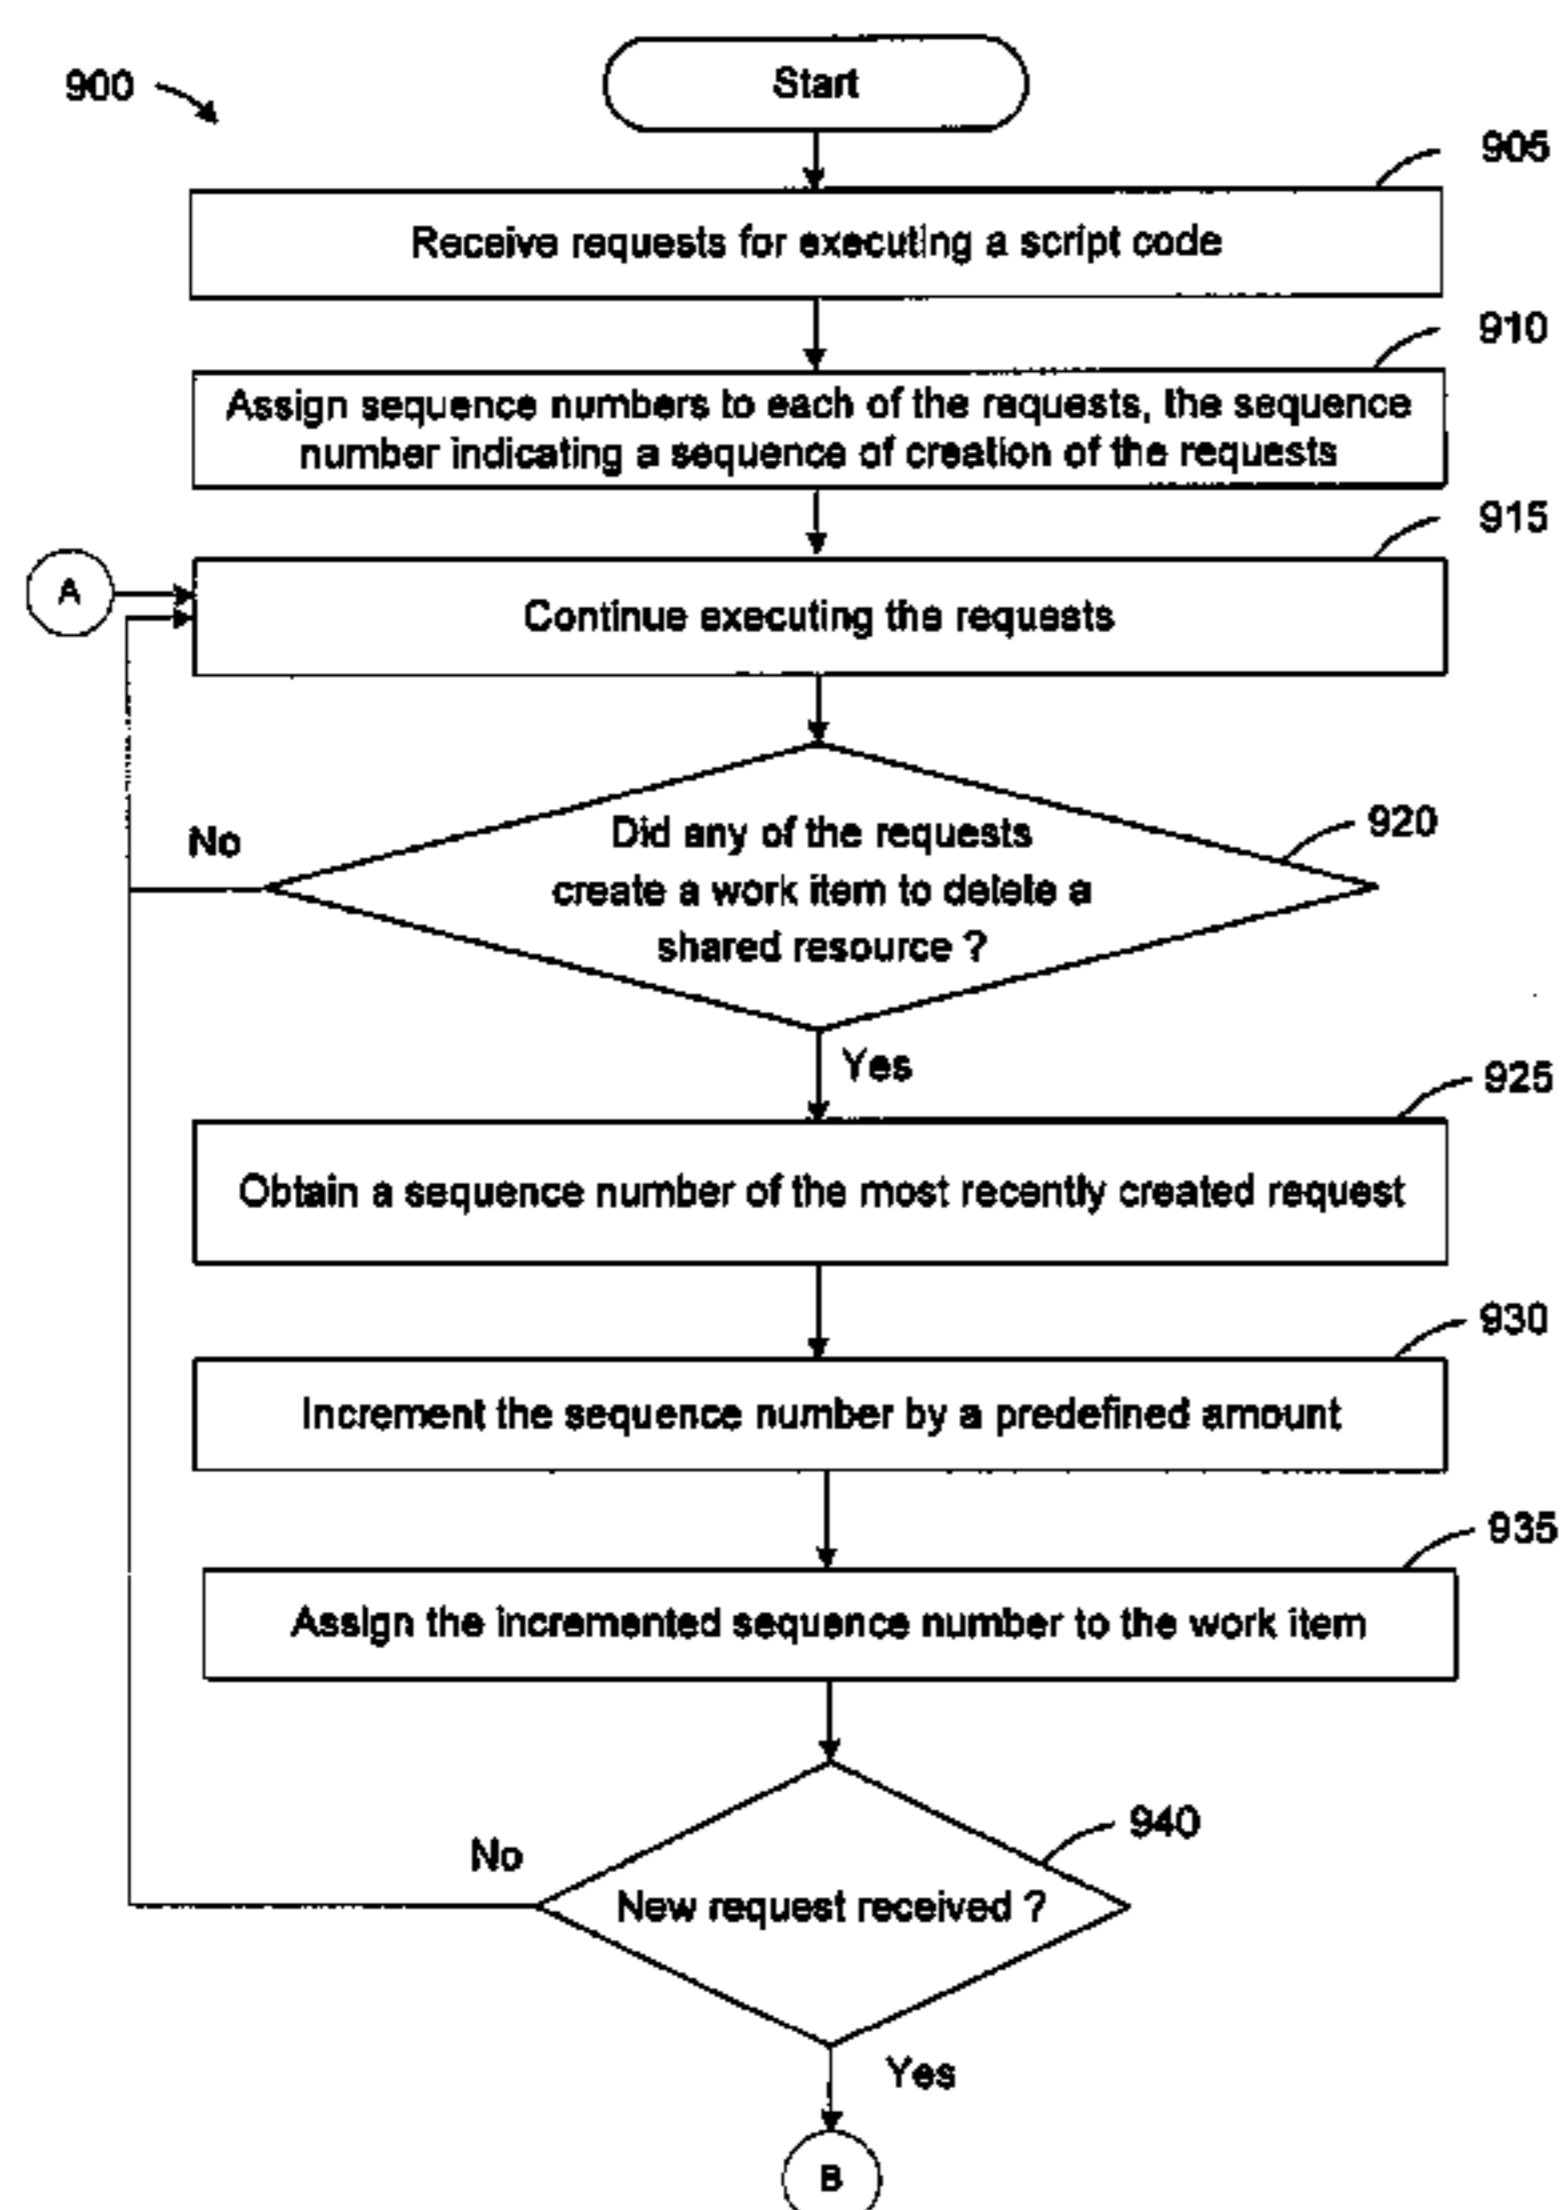 900
Start
905
Receive requests for executing a script code
910
Assign sequence numbers to each of the requests, the sequence
number indicating a sequence of creation of the requests
915
A
Continue executing the requests
920
No
Did any of the requests
create a work item to delete a
shared resource ?
Yes
925
Obtain a sequence number of the most recently created request
930
Increment the sequence number by a predefined amount
935
Assign the incremented sequence number to the work item
940
No
New request received ?
Yes
B